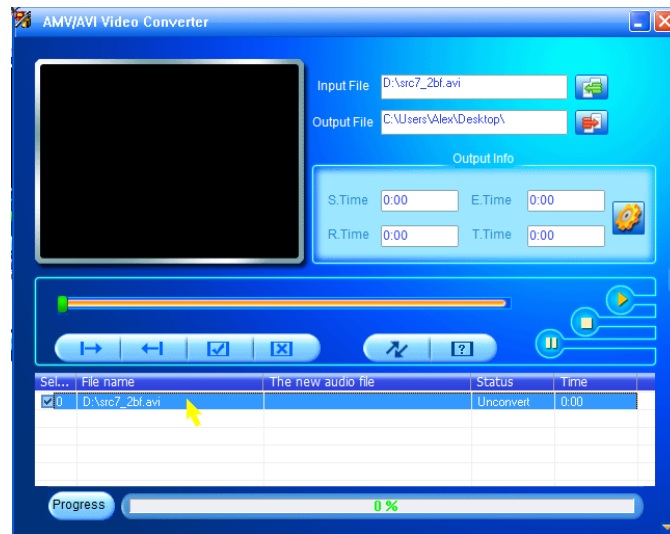 AMV/AVI Video Converter
Input File D:\src7_2bf.avi
Output File C:\Users\Alex\Desktop\
Output Info
S.Time 0:00 E.Time 0:00
R.Time 0:00 T.Time 0:00
Sel... File name The new audio file Status Time
0 D:\src7_2bf.avi Unconvert 0:00
Progress 0 %